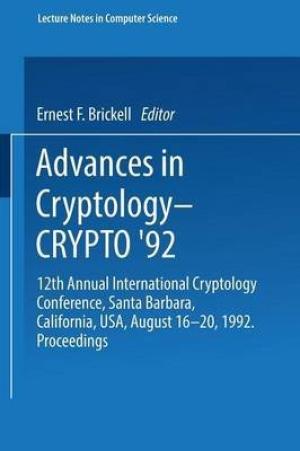 Lecture Notes in Computer Science
Ernest F. Brickell Editor
Advances in
Cryptology–
CRYPTO '92
12th Annual International Cryptology
Conference, Santa Barbara,
California, USA, August 16–20, 1992.
Proceedings